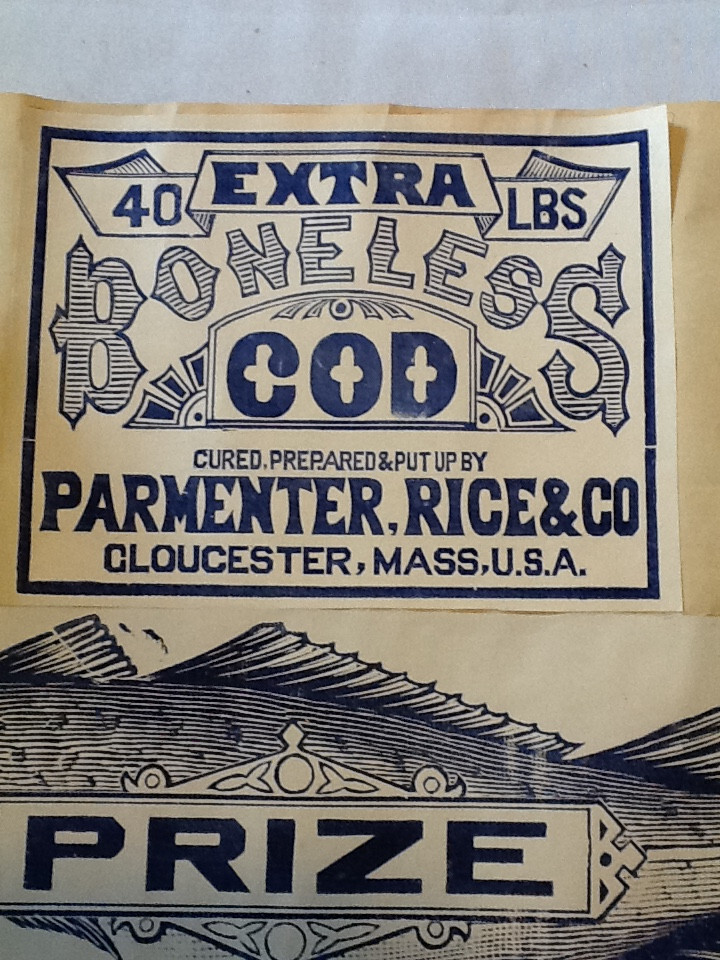 40 EXTRA LBS
BONELESS
COD
CURED, PREPARED & PUT UP BY
PARMENTER, RICE & CO
GLOUCESTER, MASS, U.S.A.
PRIZE